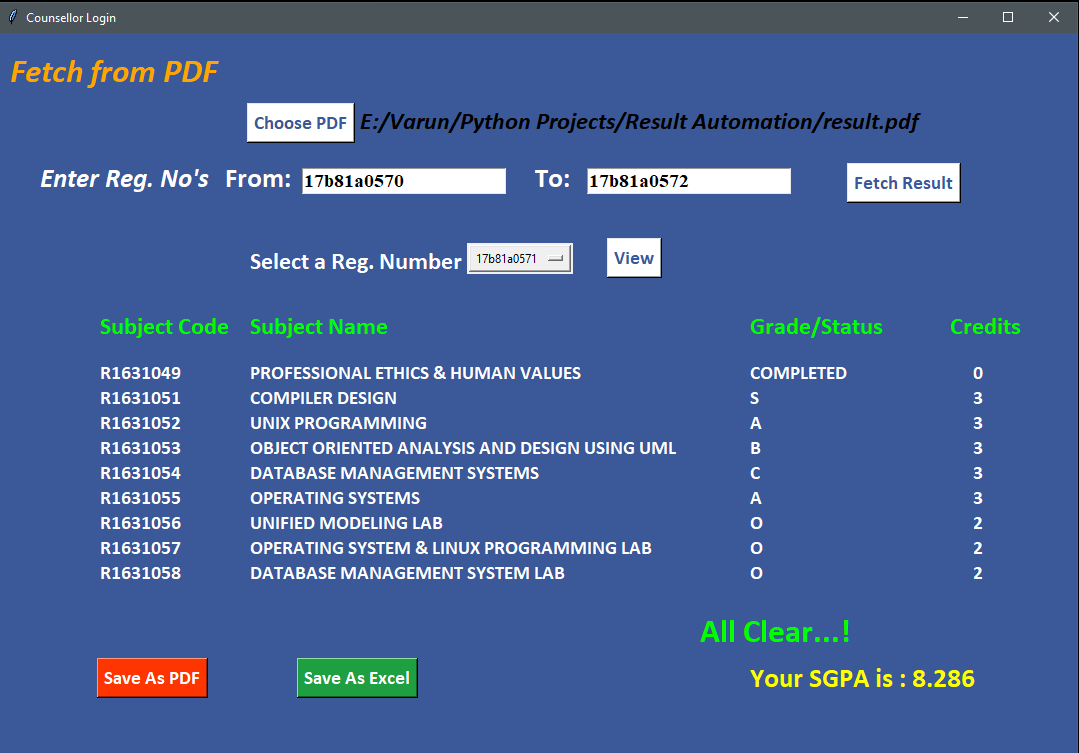 Counsellor Login
Fetch from PDF
Choose PDF E:/Varun/Python Projects/Result Automation/result.pdf
Enter Reg. No's From: 17b81a0570 To: 17b81a0572 Fetch Result
Select a Reg. Number 17b81a0571 View
Subject Code Subject Name Grade/Status Credits
R1631049 PROFESSIONAL ETHICS & HUMAN VALUES COMPLETED 0
R1631051 COMPILER DESIGN S 3
R1631052 UNIX PROGRAMMING A 3
R1631053 OBJECT ORIENTED ANALYSIS AND DESIGN USING UML B 3
R1631054 DATABASE MANAGEMENT SYSTEMS C 3
R1631055 OPERATING SYSTEMS A 3
R1631056 UNIFIED MODELING LAB O 2
R1631057 OPERATING SYSTEM & LINUX PROGRAMMING LAB O 2
R1631058 DATABASE MANAGEMENT SYSTEM LAB O 2
All Clear...!
Save As PDF Save As Excel Your SGPA is : 8.286